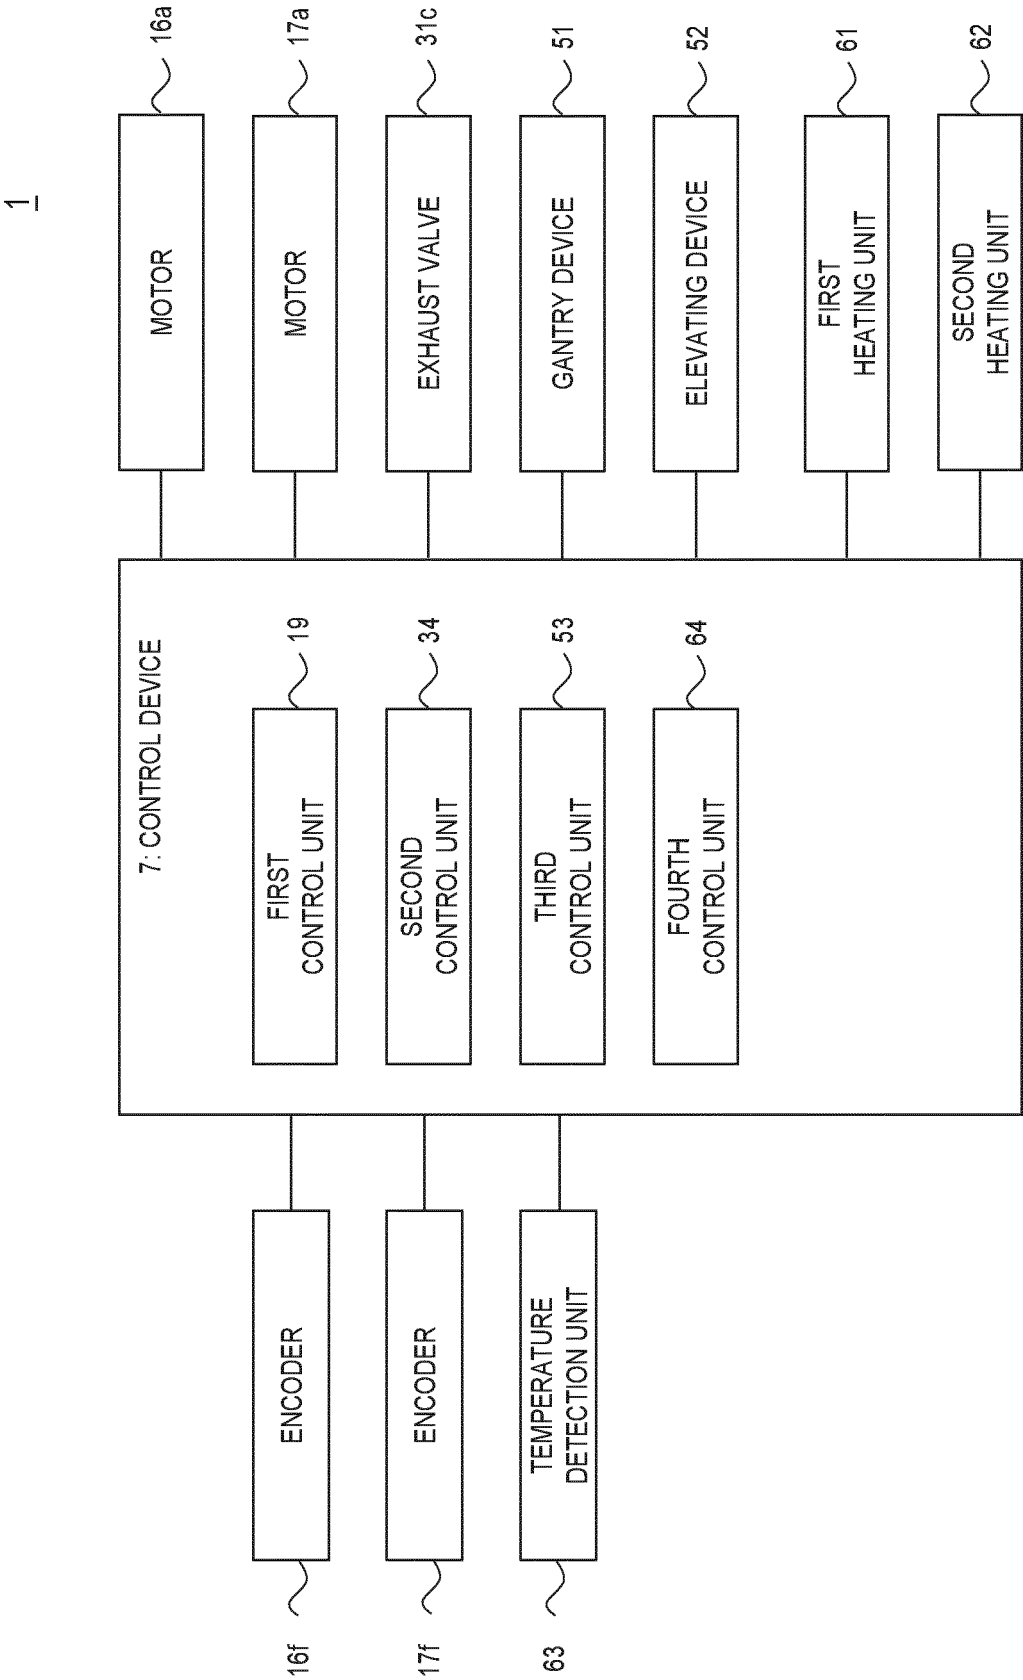 1
7: CONTROL DEVICE
16f
ENCODER
17f
ENCODER
63
TEMPERATURE
DETECTION UNIT
FIRST
CONTROL UNIT
19
SECOND
CONTROL UNIT
34
THIRD
CONTROL UNIT
53
FOURTH
CONTROL UNIT
64
MOTOR
16a
MOTOR
17a
EXHAUST VALVE
31c
GANTRY DEVICE
51
ELEVATING DEVICE
52
FIRST
HEATING UNIT
61
SECOND
HEATING UNIT
62